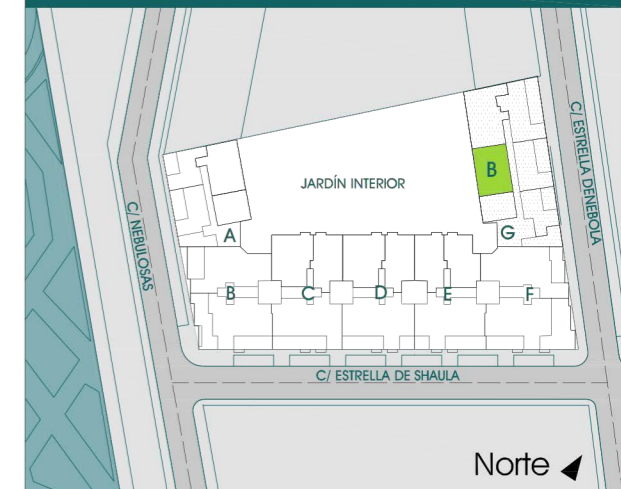 C/ ESTRELLA DENEBOLA
B
JARDÍN INTERIOR
C/ NEBULOSAS
A
G
B
C
D
E
F
C/ ESTRELLA DE SHAULA
Norte